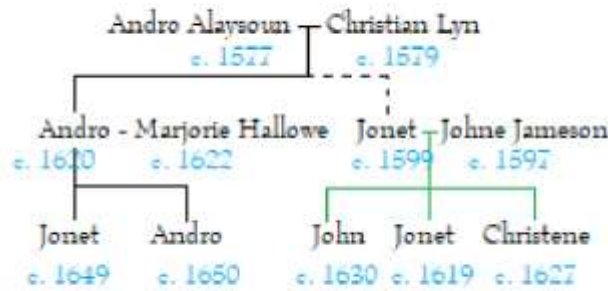 Andro Alaysoun Christian Lyn
c. 1577 c. 1579
Andro - Marjorie Hallowe Jonet Johne Jameson
c. 1620 c. 1622 c. 1599 c. 1597
Jonet Andro John Jonet Christene
c. 1649 c. 1650 c. 1630 c. 1619 c. 1627